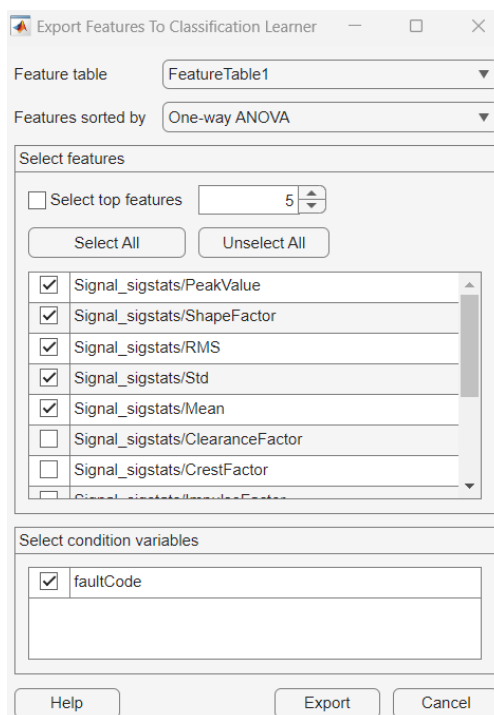 Export Features To Classification Learner
Feature table FeatureTable1
Features sorted by One-way ANOVA
Select features
Select top features 5
Select All Unselect All
Signal_sigstats/PeakValue
Signal_sigstats/ShapeFactor
Signal_sigstats/RMS
Signal_sigstats/Std
Signal_sigstats/Mean
Signal_sigstats/ClearanceFactor
Signal_sigstats/CrestFactor
Signal_sigstats/ImpulseFactor
Select condition variables
faultCode
Help Export Cancel